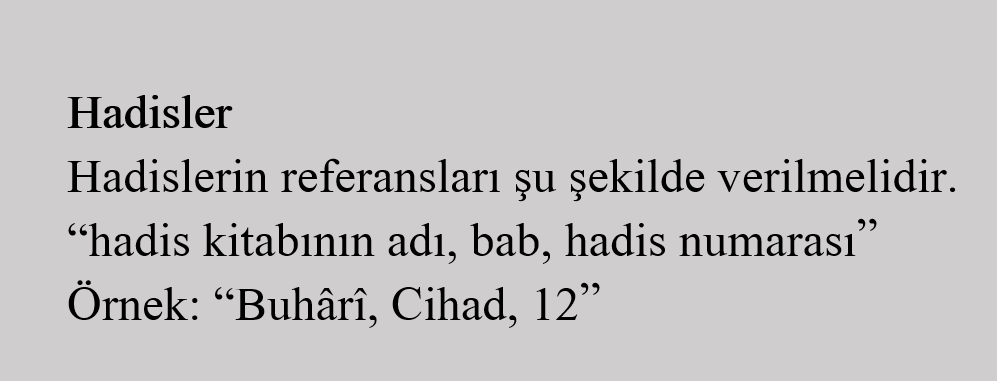 Hadisler
Hadislerin referansları şu şekilde verilmelidir.
“hadis kitabının adı, bab, hadis numarası”
Örnek: “Buhârî, Cihad, 12”